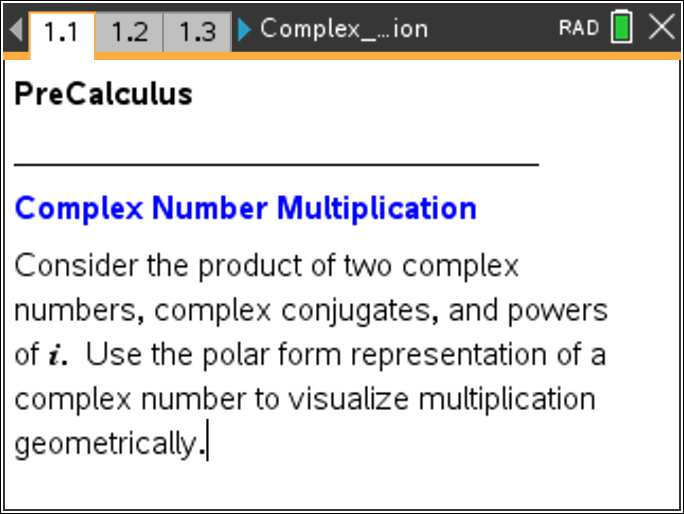 1.1 1.2 1.3 Complex_...ion RAD
PreCalculus
Complex Number Multiplication
Consider the product of two complex
numbers, complex conjugates, and powers
of i. Use the polar form representation of a
complex number to visualize multiplication
geometrically.